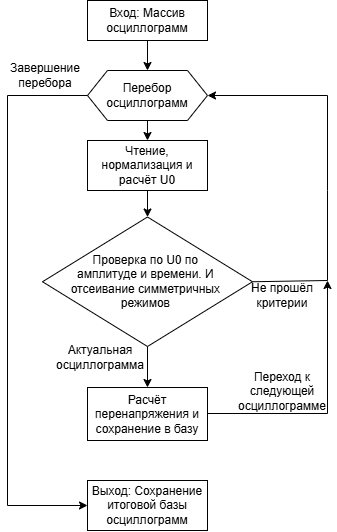 Вход: Массив
осциллограмм
Завершение
перебора
Перебор
осциллограмм
Чтение,
нормализация и
расчёт U0
Проверка по U0 по
амплитуде и времени. И
отсеивание симметричных
режимов
Не прошёл
критерии
Актуальная
осциллограмма
Переход к
следующей
осциллограмме
Расчёт
перенапряжения и
сохранение в базу
Выход: Сохранение
итоговой базы
осциллограмм